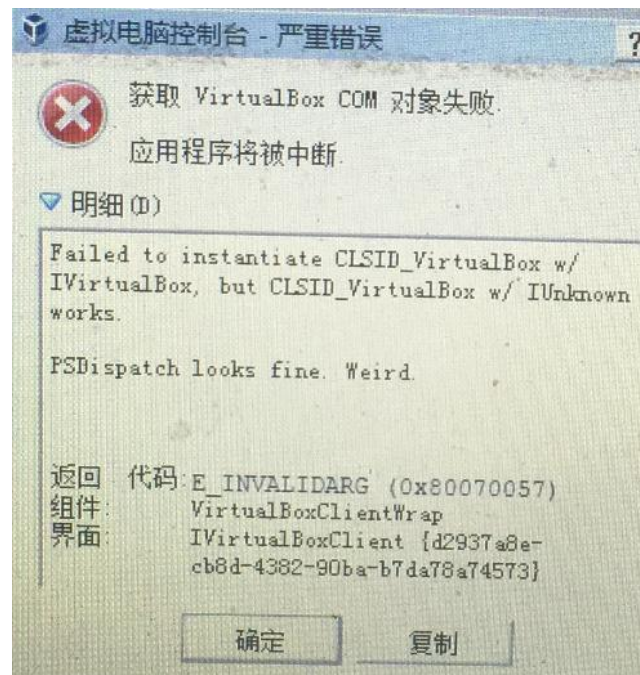 虚拟电脑控制台 - 严重错误
?
获取 VirtualBox COM 对象失败.
应用程序将被中断.
明细(D)
Failed to instantiate CLSID_VirtualBox w/
IVirtualBox, but CLSID_VirtualBox w/ IUnknown
works.
PSDispatch looks fine. Weird.
返回 代码:E_INVALIDARG (0x80070057)
组件: VirtualBoxClientWrap
界面: IVirtualBoxClient {d2937a8e-
cb8d-4382-90ba-b7da78a74573}
确定
复制